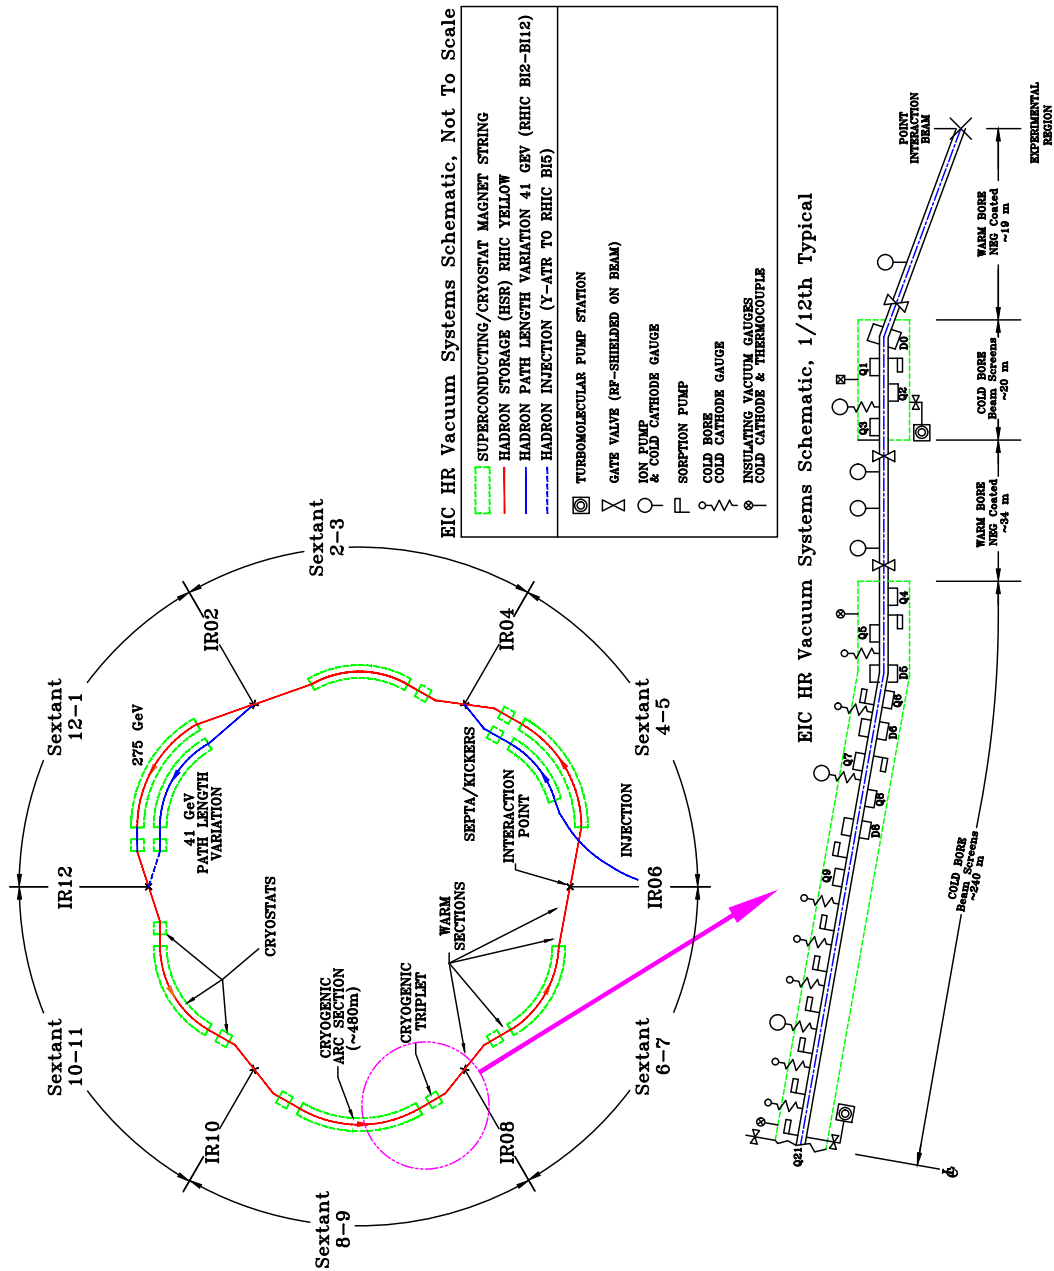 EIC HR Vacuum Systems Schematic, Not To Scale
SUPERCONDUCTING/CRYOSTAT MAGNET STRING
HADRON STORAGE (HSR) RHIC YELLOW
HADRON PATH LENGTH VARIATION 41 GEV (RHIC BI2-BI12)
HADRON INJECTION (Y-ATR TO RHIC BI5)
TURBOMOLECULAR PUMP STATION
GATE VALVE (RF-SHIELDED ON BEAM)
ION PUMP
& COLD CATHODE GAUGE
SORPTION PUMP
COLD BORE
COLD CATHODE GAUGE
INSULATING VACUUM GAUGES
COLD CATHODE & THERMOCOUPLE
Sextant
12-1
Sextant
2-3
Sextant
4-5
Sextant
6-7
Sextant
8-9
Sextant
10-11
IR12
IR02
IR04
IR06
IR08
IR10
275 GeV
41 GeV
PATH LENGTH
VARIATION
SEPTA/KICKERS
INTERACTION
POINT
INJECTION
CRYOSTATS
WARM
SECTIONS
CRYOGENIC
ARC SECTION
(~480m)
CRYOGENIC
TRIPLET
EIC HR Vacuum Systems Schematic, 1/12th Typical
Q21
Q9
D8
Q8
Q7
D6
Q6
D5
Q5
Q4
Q3
Q2
Q1
D0
POINT
INTERACTION
BEAM
COLD BORE
Beam Screens
~240 m
WARM BORE
NEG Coated
~34 m
COLD BORE
Beam Screens
~20 m
WARM BORE
NEG Coated
~19 m
EXPERIMENTAL
REGION